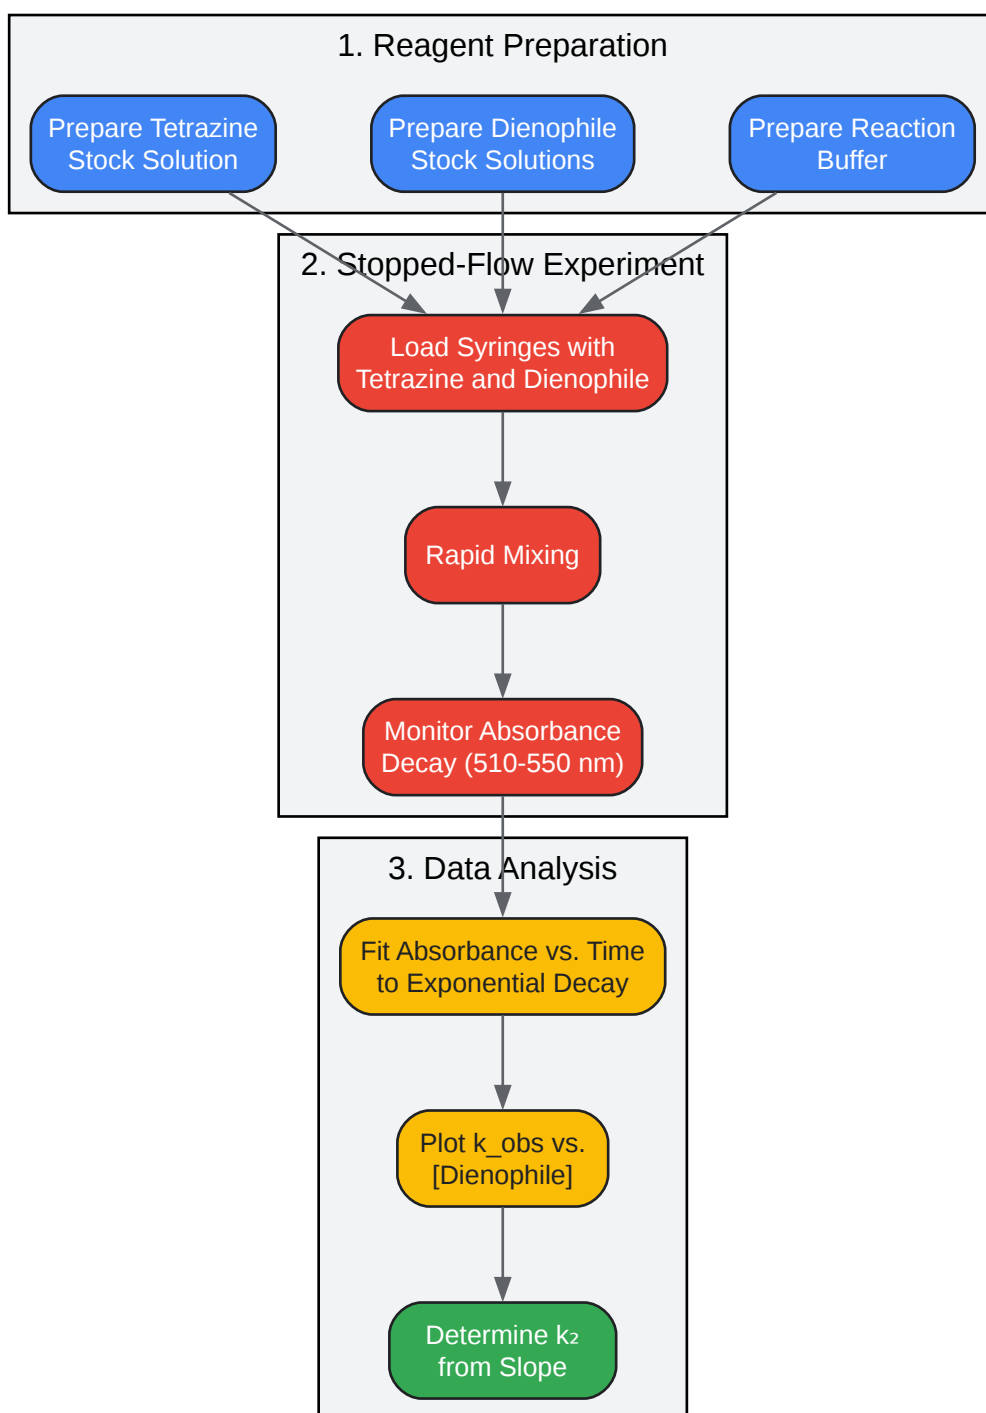 1. Reagent Preparation
Prepare Tetrazine
Stock Solution
Prepare Dienophile
Stock Solutions
Prepare Reaction
Buffer
2. Stopped-Flow Experiment
Load Syringes with
Tetrazine and Dienophile
Rapid Mixing
Monitor Absorbance
Decay (510-550 nm)
3. Data Analysis
Fit Absorbance vs. Time
to Exponential Decay
Plot k_obs vs.
[Dienophile]
Determine k₂
from Slope